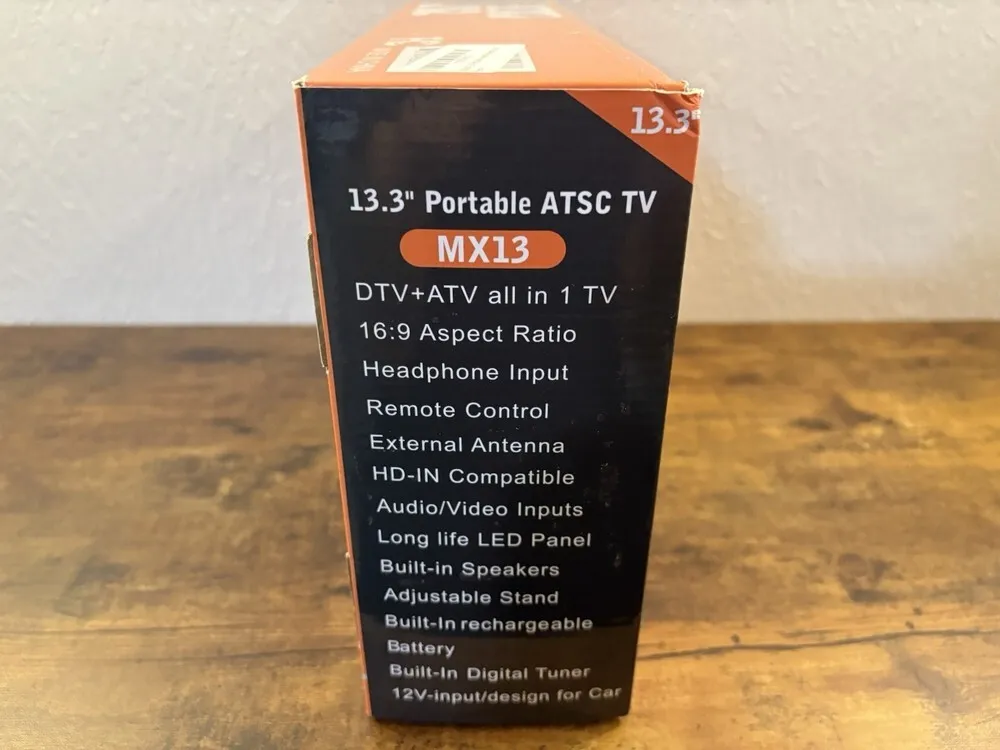 13.3"
13.3" Portable ATSC TV
MX13
DTV+ATV all in 1 TV
16:9 Aspect Ratio
Headphone Input
Remote Control
External Antenna
HD-IN Compatible
Audio/Video Inputs
Long life LED Panel
Built-in Speakers
Adjustable Stand
Built-In rechargeable
Battery
Built-In Digital Tuner
12V-input/design for Car